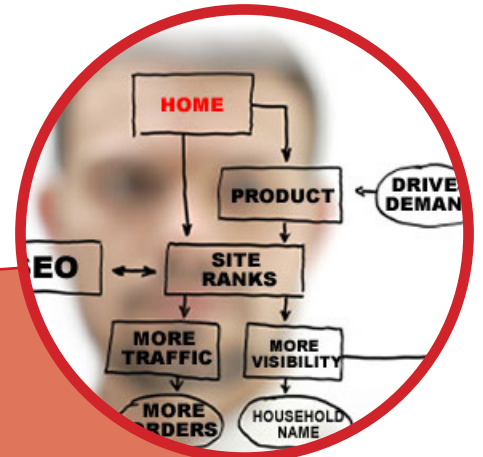 HOME
PRODUCT
DRIVE
DEMAN
EO
SITE
RANKS
MORE
TRAFFIC
MORE
VISIBILITY
MORE
RDERS
HOUSEHOLD
NAME